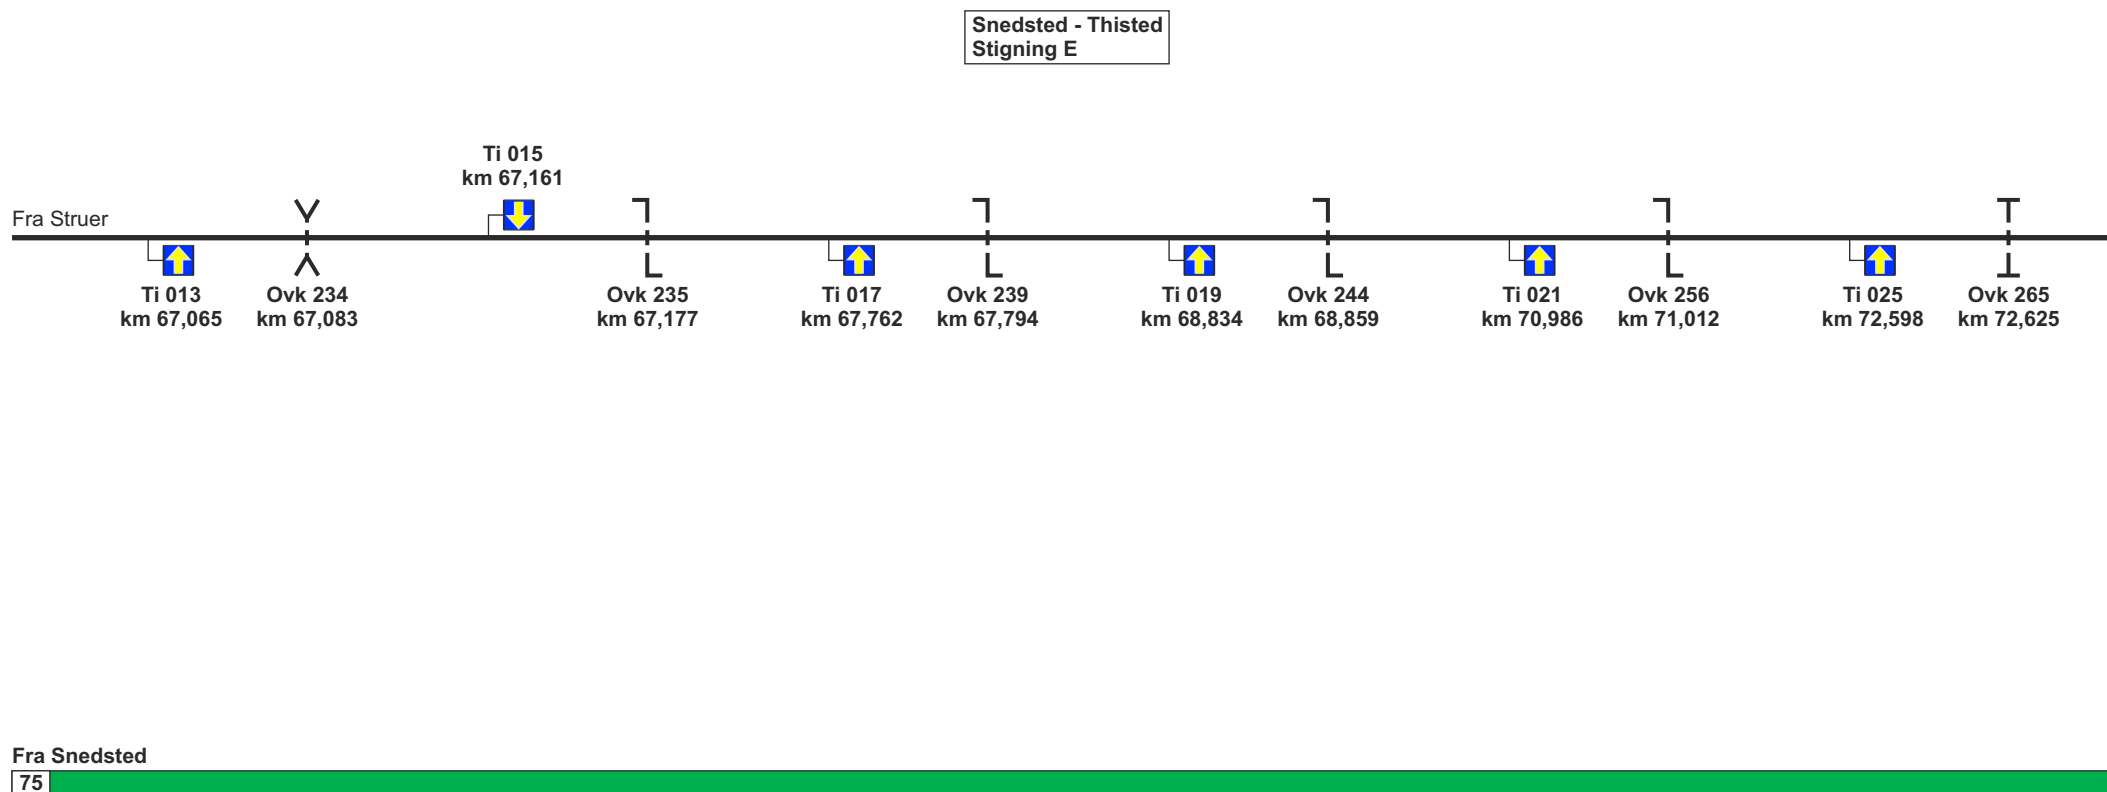 Snedsted - Thisted
Stigning E
Ti 015
km 67,161
Fra Struer
Ti 013
km 67,065
Ovk 234
km 67,083
Ovk 235
km 67,177
Ti 017
km 67,762
Ovk 239
km 67,794
Ti 019
km 68,834
Ovk 244
km 68,859
Ti 021
km 70,986
Ovk 256
km 71,012
Ti 025
km 72,598
Ovk 265
km 72,625
Fra Snedsted
75